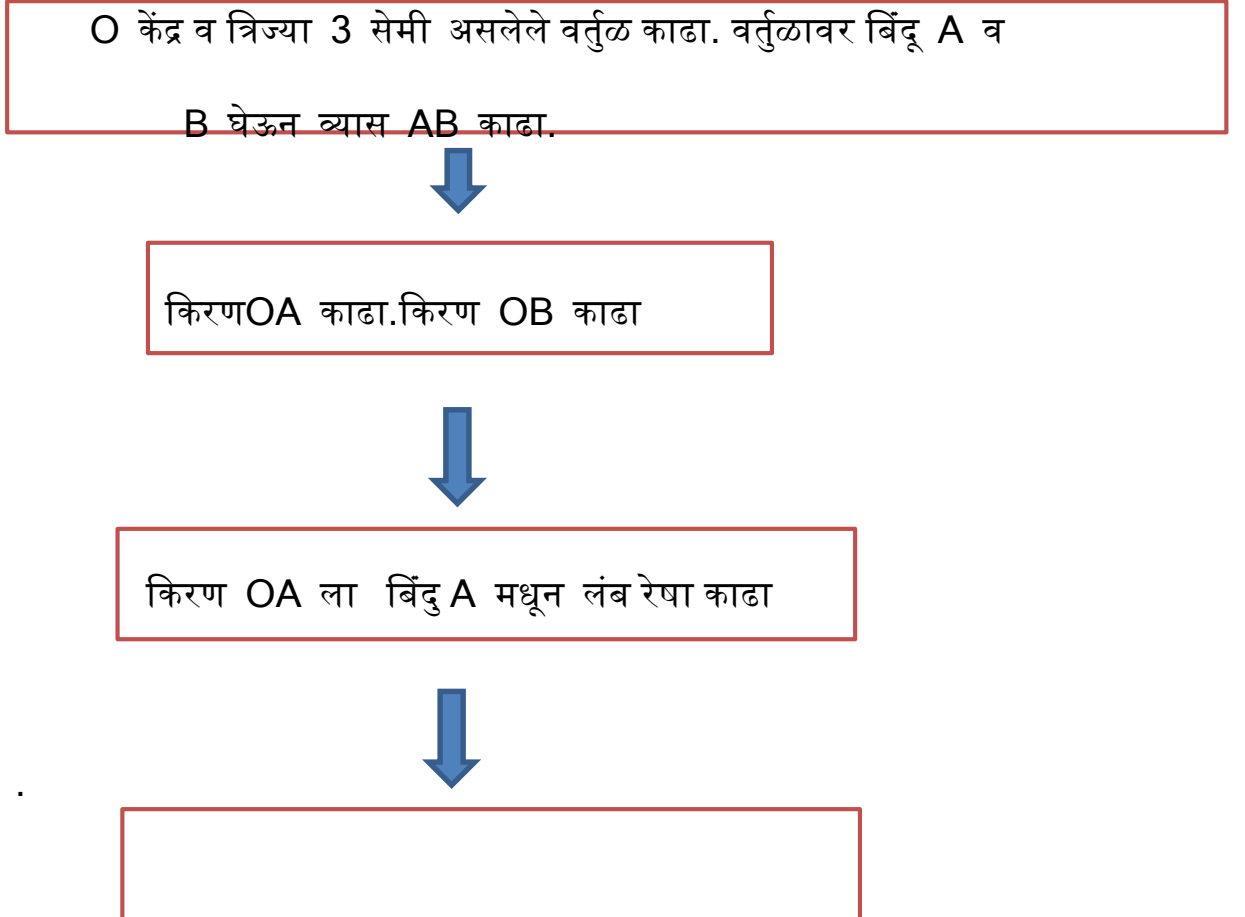 O केंद्र व त्रिज्या 3 सेमी असलेले वर्तुळ काढा. वर्तुळावर बिंदू A व
B घेऊन व्यास AB काढा.
किरणOA काढा.किरण OB काढा
किरण OA ला बिंदु A मधून लंब रेषा काढा
.